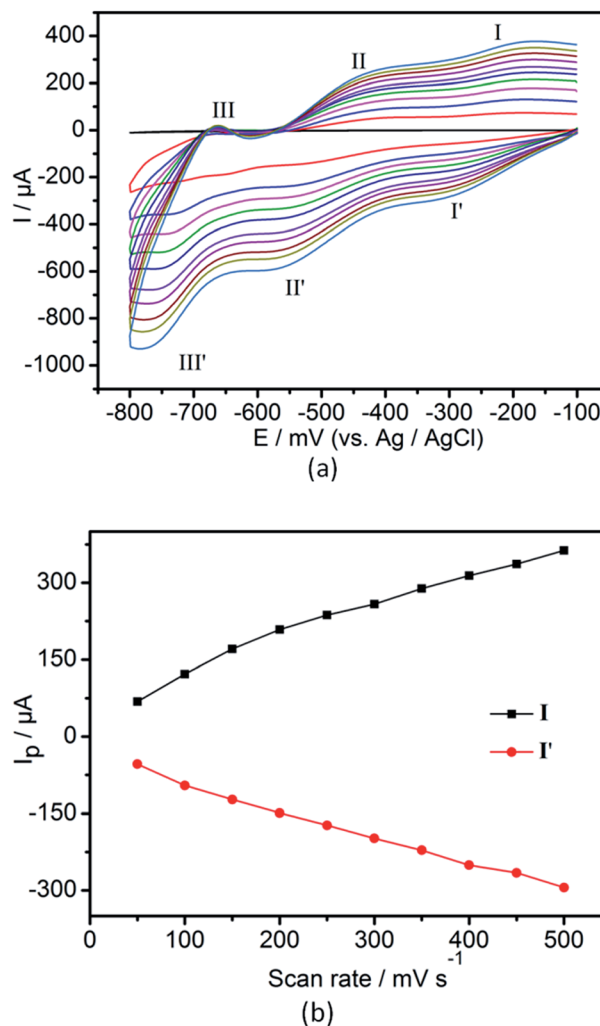 400
200
0
-200
-400
-600
-800
-1000
I / µA
I
II
III
I'
II'
III'
-800 -700 -600 -500 -400 -300 -200 -100
E / mV (vs. Ag / AgCl)
(a)
300
150
0
-150
-300
Ip / µA
I
I'
0 100 200 300 400 500
Scan rate / mV s⁻¹
(b)